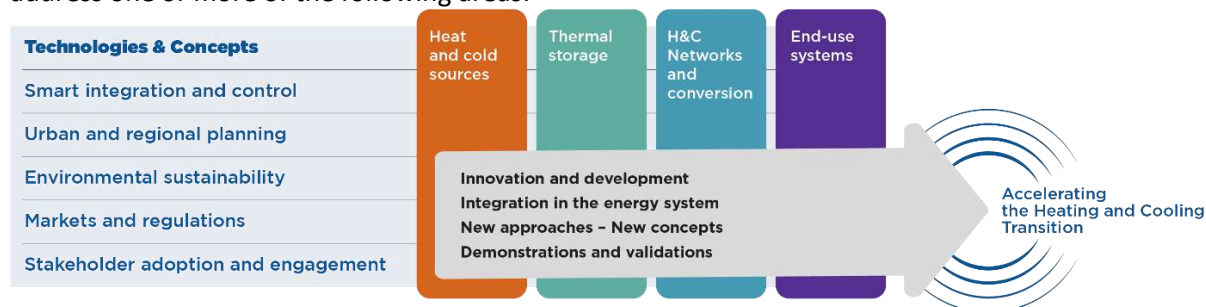 address one or more of the following areas.
Technologies & Concepts
Smart integration and control
Urban and regional planning
Environmental sustainability
Markets and regulations
Stakeholder adoption and engagement
Heat
and cold
sources
Thermal
storage
H&C
Networks
and
conversion
End-use
systems
Innovation and development
Integration in the energy system
New approaches – New concepts
Demonstrations and validations
Accelerating
the Heating and Cooling
Transition